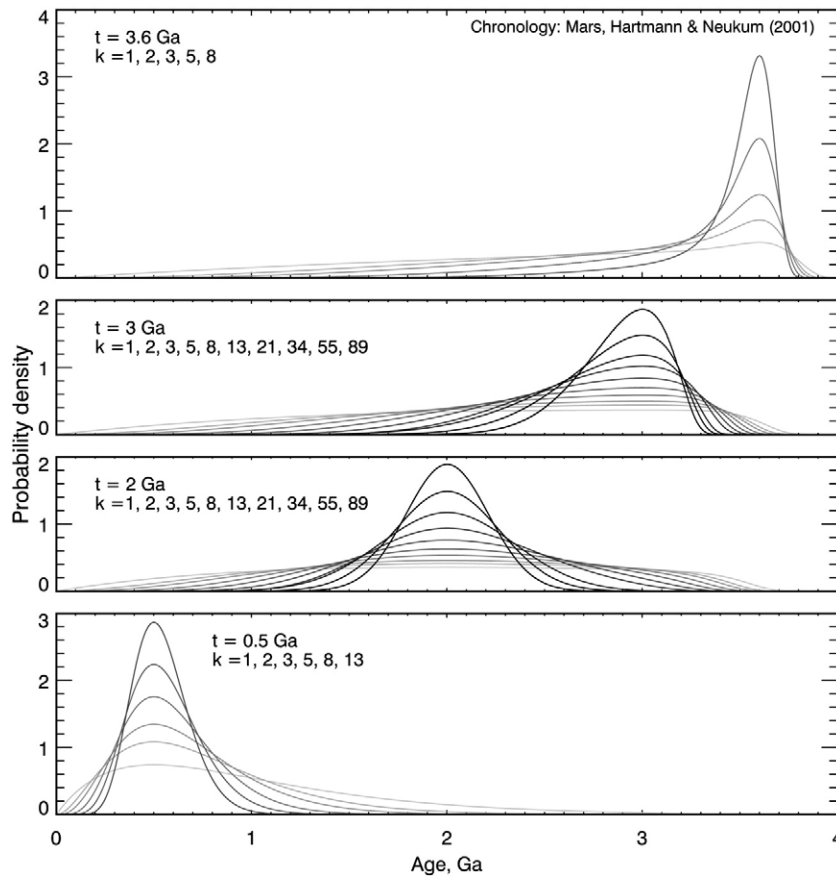 Chronology: Mars, Hartmann & Neukum (2001)
4
3
2
1
0
t = 3.6 Ga
k =1, 2, 3, 5, 8
2
1
0
t = 3 Ga
k =1, 2, 3, 5, 8, 13, 21, 34, 55, 89
Probability density
2
1
0
t = 2 Ga
k =1, 2, 3, 5, 8, 13, 21, 34, 55, 89
3
2
1
0
t = 0.5 Ga
k =1, 2, 3, 5, 8, 13
0 1 2 3 4
Age, Ga